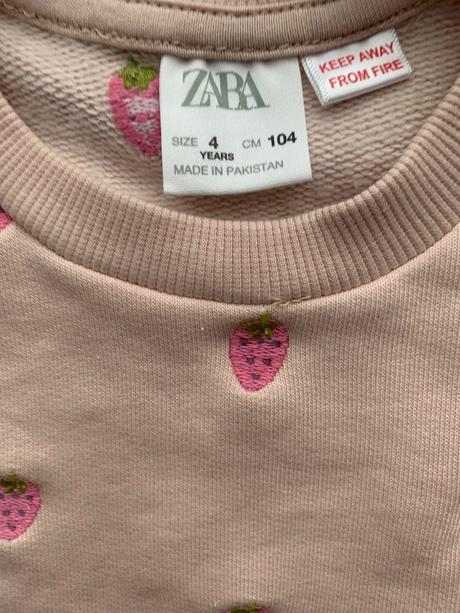 ZARA
SIZE 4 CM 104
YEARS
MADE IN PAKISTAN
KEEP AWAY
FROM FIRE